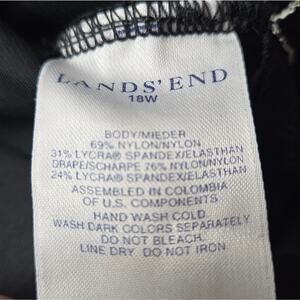 LANDS' END
18W
BODY/MIEDER
69% NYLON/NYLON
31% LYCRA® SPANDEX/ELASTHAN
DRAPE/SCHARPE 76% NYLON/NYLON
24% LYCRA® SPANDEX/ELASTHAN
ASSEMBLED IN COLOMBIA
OF U.S. COMPONENTS
HAND WASH COLD
WASH DARK COLORS SEPARATELY
DO NOT BLEACH
LINE DRY  DO NOT IRON